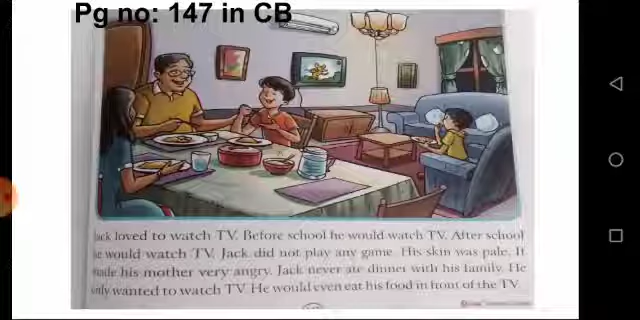 Pg no: 147 in CB
Jack loved to watch TV. Before school he would watch TV. After school
he would watch TV. Jack did not play any game. His skin was pale. It
made his mother very angry. Jack never ate dinner with his family. He
only wanted to watch TV. He would even eat his food in front of the TV.